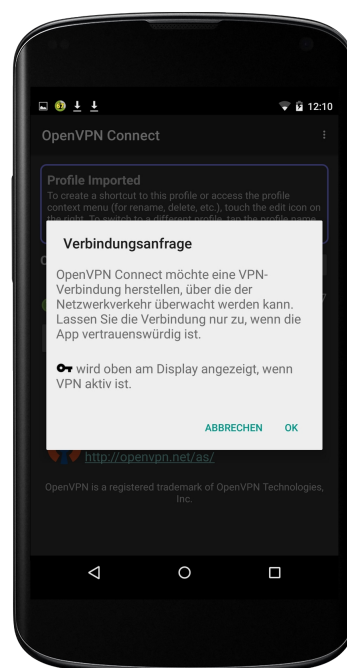 12:10
OpenVPN Connect
Profile Imported
To create a shortcut to this profile or access the profile
context menu (for rename, delete, etc.), touch the edit icon on
the right. To switch to a different profile, tap the profile name
Verbindungsanfrage
OpenVPN Connect möchte eine VPN-
Verbindung herstellen, über die der
Netzwerkverkehr überwacht werden kann.
Lassen Sie die Verbindung nur zu, wenn die
App vertrauenswürdig ist.
wird oben am Display angezeigt, wenn
VPN aktiv ist.
ABBRECHEN OK
http://openvpn.net/as/
OpenVPN is a registered trademark of OpenVPN Technologies,
Inc.